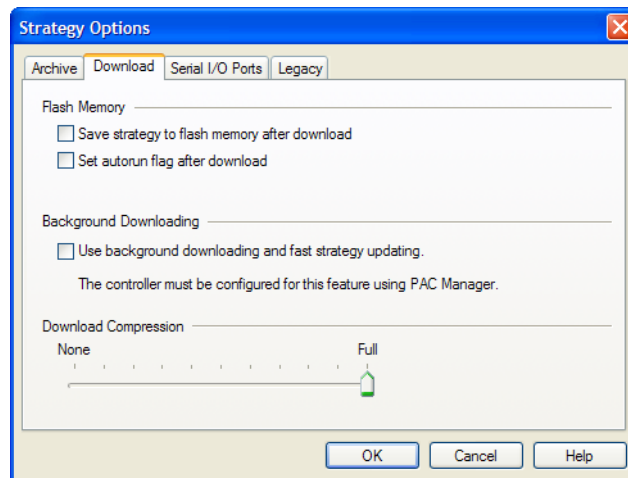 Strategy Options
Archive Download Serial I/O Ports Legacy
Flash Memory
Save strategy to flash memory after download
Set autorun flag after download
Background Downloading
Use background downloading and fast strategy updating.
The controller must be configured for this feature using PAC Manager.
Download Compression
None Full
OK Cancel Help